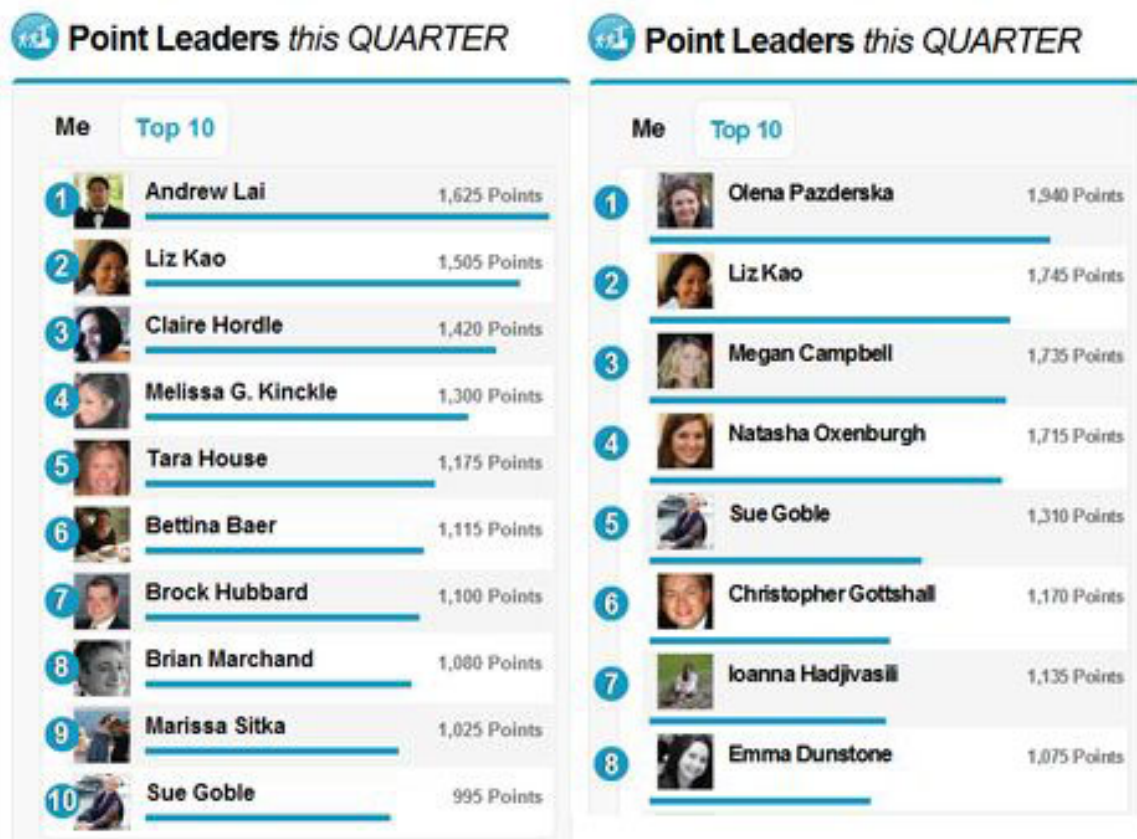 Point Leaders this QUARTER
Me Top 10
1 Andrew Lai 1,625 Points
2 Liz Kao 1,505 Points
3 Claire Hordle 1,420 Points
4 Melissa G. Kinckle 1,300 Points
5 Tara House 1,175 Points
6 Bettina Baer 1,115 Points
7 Brock Hubbard 1,100 Points
8 Brian Marchand 1,080 Points
9 Marissa Sitka 1,025 Points
10 Sue Goble 995 Points
Point Leaders this QUARTER
Me Top 10
1 Olena Pazderska 1,940 Points
2 Liz Kao 1,745 Points
3 Megan Campbell 1,735 Points
4 Natasha Oxenburgh 1,715 Points
5 Sue Goble 1,310 Points
6 Christopher Gottshall 1,170 Points
7 Ioanna Hadjivasili 1,135 Points
8 Emma Dunstone 1,075 Points